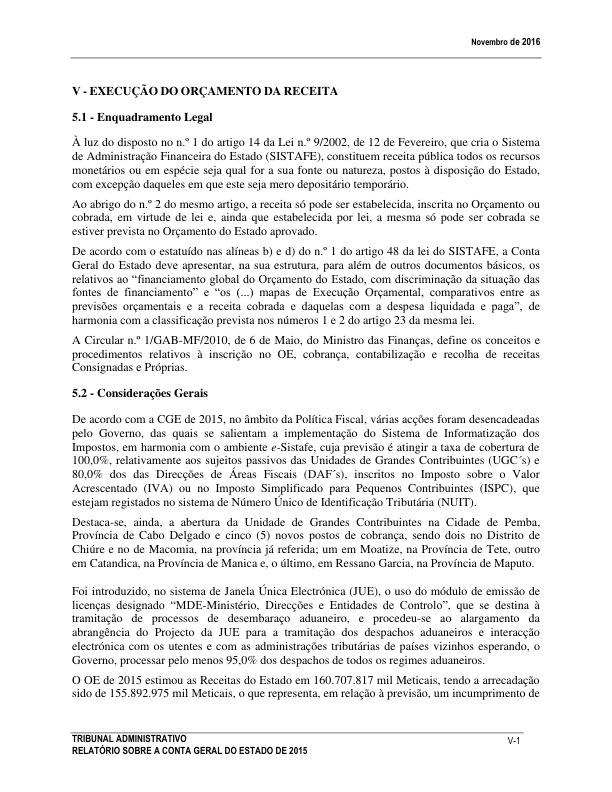 Novembro de 2016
V - EXECUÇÃO DO ORÇAMENTO DA RECEITA
5.1 - Enquadramento Legal
À luz do disposto no n.º 1 do artigo 14 da Lei n.º 9/2002, de 12 de Fevereiro, que cria o Sistema
de Administração Financeira do Estado (SISTAFE), constituem receita pública todos os recursos
monetários ou em espécie seja qual for a sua fonte ou natureza, postos à disposição do Estado,
com excepção daqueles em que este seja mero depositário temporário.
Ao abrigo do n.º 2 do mesmo artigo, a receita só pode ser estabelecida, inscrita no Orçamento ou
cobrada, em virtude de lei e, ainda que estabelecida por lei, a mesma só pode ser cobrada se
estiver prevista no Orçamento do Estado aprovado.
De acordo com o estatuído nas alíneas b) e d) do n.º 1 do artigo 48 da lei do SISTAFE, a Conta
Geral do Estado deve apresentar, na sua estrutura, para além de outros documentos básicos, os
relativos ao “financiamento global do Orçamento do Estado, com discriminação da situação das
fontes de financiamento” e “os (...) mapas de Execução Orçamental, comparativos entre as
previsões orçamentais e a receita cobrada e daquelas com a despesa liquidada e paga”, de
harmonia com a classificação prevista nos números 1 e 2 do artigo 23 da mesma lei.
A Circular n.º 1/GAB-MF/2010, de 6 de Maio, do Ministro das Finanças, define os conceitos e
procedimentos relativos à inscrição no OE, cobrança, contabilização e recolha de receitas
Consignadas e Próprias.
5.2 - Considerações Gerais
De acordo com a CGE de 2015, no âmbito da Política Fiscal, várias acções foram desencadeadas
pelo Governo, das quais se salientam a implementação do Sistema de Informatização dos
Impostos, em harmonia com o ambiente e-Sistafe, cuja previsão é atingir a taxa de cobertura de
100,0%, relativamente aos sujeitos passivos das Unidades de Grandes Contribuintes (UGC´s) e
80,0% dos das Direcções de Áreas Fiscais (DAF´s), inscritos no Imposto sobre o Valor
Acrescentado (IVA) ou no Imposto Simplificado para Pequenos Contribuintes (ISPC), que
estejam registados no sistema de Número Único de Identificação Tributária (NUIT).
Destaca-se, ainda, a abertura da Unidade de Grandes Contribuintes na Cidade de Pemba,
Província de Cabo Delgado e cinco (5) novos postos de cobrança, sendo dois no Distrito de
Chiúre e no de Macomia, na província já referida; um em Moatize, na Província de Tete, outro
em Catandica, na Província de Manica e, o último, em Ressano Garcia, na Província de Maputo.
Foi introduzido, no sistema de Janela Única Electrónica (JUE), o uso do módulo de emissão de
licenças designado “MDE-Ministério, Direcções e Entidades de Controlo”, que se destina à
tramitação de processos de desembaraço aduaneiro, e procedeu-se ao alargamento da
abrangência do Projecto da JUE para a tramitação dos despachos aduaneiros e interacção
electrónica com os utentes e com as administrações tributárias de países vizinhos esperando, o
Governo, processar pelo menos 95,0% dos despachos de todos os regimes aduaneiros.
O OE de 2015 estimou as Receitas do Estado em 160.707.817 mil Meticais, tendo a arrecadação
sido de 155.892.975 mil Meticais, o que representa, em relação à previsão, um incumprimento de
TRIBUNAL ADMINISTRATIVO
RELATÓRIO SOBRE A CONTA GERAL DO ESTADO DE 2015
V-1